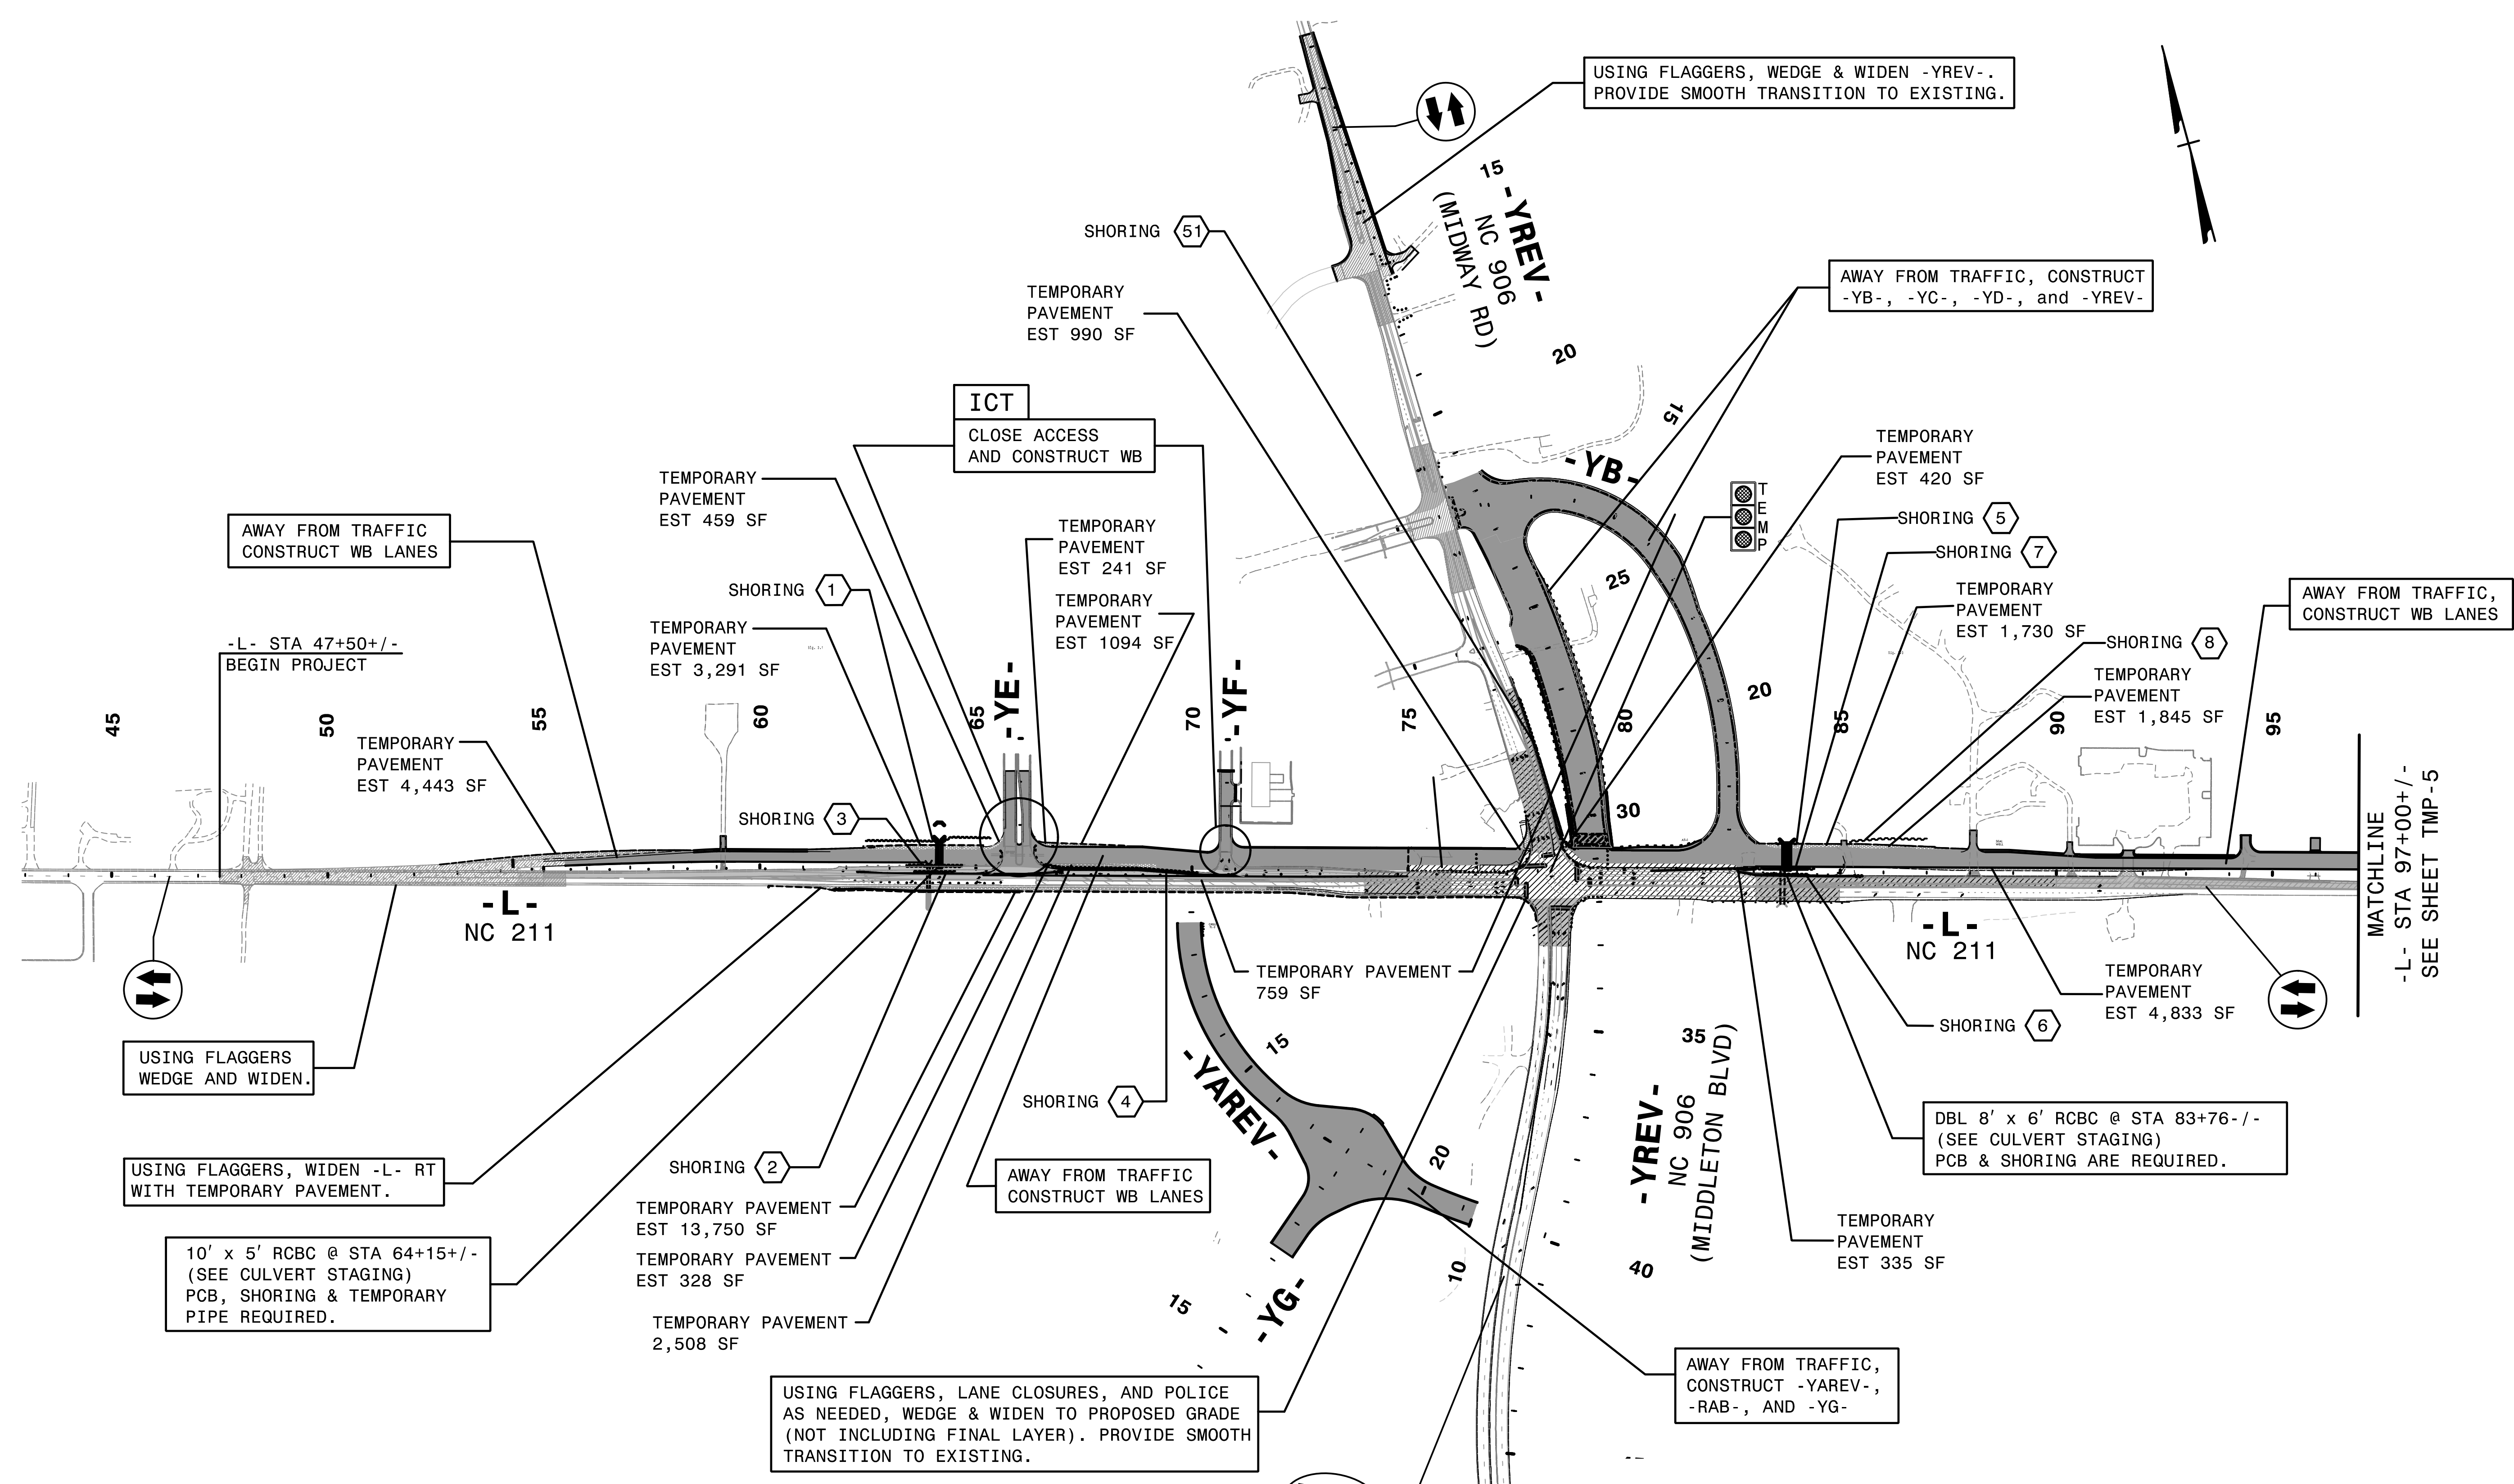 USING FLAGGERS, WEDGE & WIDEN -YREV-.
PROVIDE SMOOTH TRANSITION TO EXISTING.
15
-YREV-
NC 906
(MIDWAY RD)
SHORING 51
AWAY FROM TRAFFIC, CONSTRUCT
-YB-, -YC-, -YD-, and -YREV-
TEMPORARY
PAVEMENT
EST 990 SF
20
ICT
CLOSE ACCESS
AND CONSTRUCT WB
15
-YB-
TEMPORARY
PAVEMENT
EST 420 SF
TEMPORARY
PAVEMENT
EST 459 SF
TEMP
SHORING 5
AWAY FROM TRAFFIC
CONSTRUCT WB LANES
TEMPORARY
PAVEMENT
EST 241 SF
SHORING 7
25
SHORING 1
TEMPORARY
PAVEMENT
EST 1094 SF
TEMPORARY
PAVEMENT
EST 1,730 SF
AWAY FROM TRAFFIC,
CONSTRUCT WB LANES
-L- STA 47+50+/-
BEGIN PROJECT
TEMPORARY
PAVEMENT
EST 3,291 SF
SHORING 8
TEMPORARY
PAVEMENT
EST 1,845 SF
20
45
50
55
60
65
-YE-
70
-YF-
75
80
85
90
95
TEMPORARY
PAVEMENT
EST 4,443 SF
SHORING 3
30
MATCHLINE
-L- STA 97+00+/-
SEE SHEET TMP-5
-L-
NC 211
-L-
NC 211
TEMPORARY PAVEMENT
759 SF
TEMPORARY
PAVEMENT
EST 4,833 SF
SHORING 6
35
15
USING FLAGGERS
WEDGE AND WIDEN.
SHORING 4
-YAREV-
-YREV-
NC 906
(MIDDLETON BLVD)
DBL 8' x 6' RCBC @ STA 83+76-/-
(SEE CULVERT STAGING)
PCB & SHORING ARE REQUIRED.
USING FLAGGERS, WIDEN -L- RT
WITH TEMPORARY PAVEMENT.
SHORING 2
AWAY FROM TRAFFIC
CONSTRUCT WB LANES
20
TEMPORARY PAVEMENT
EST 13,750 SF
TEMPORARY
PAVEMENT
EST 335 SF
10' x 5' RCBC @ STA 64+15+/-
(SEE CULVERT STAGING)
PCB, SHORING & TEMPORARY
PIPE REQUIRED.
TEMPORARY PAVEMENT
EST 328 SF
10
40
15
-YG-
TEMPORARY PAVEMENT
2,508 SF
AWAY FROM TRAFFIC,
CONSTRUCT -YAREV-,
-RAB-, AND -YG-
USING FLAGGERS, LANE CLOSURES, AND POLICE
AS NEEDED, WEDGE & WIDEN TO PROPOSED GRADE
(NOT INCLUDING FINAL LAYER). PROVIDE SMOOTH
TRANSITION TO EXISTING.